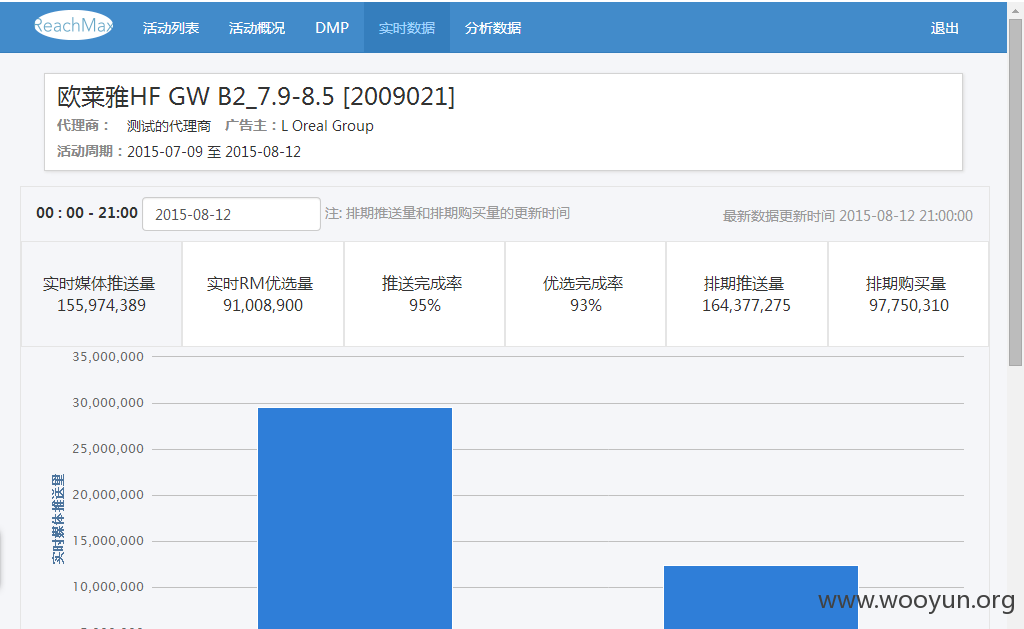 ReachMax 活动列表 活动概况 DMP 实时数据 分析数据 退出
欧莱雅HF GW B2_7.9-8.5 [2009021]
代理商： 测试的代理商 广告主：L Oreal Group
活动周期：2015-07-09 至 2015-08-12
00 : 00 - 21:00 2015-08-12 注: 排期推送量和排期购买量的更新时间 最新数据更新时间 2015-08-12 21:00:00
实时媒体推送量 实时RM优选量 推送完成率 优选完成率 排期推送量 排期购买量
155,974,389 91,008,900 95% 93% 164,377,275 97,750,310
35,000,000
30,000,000
25,000,000
20,000,000
15,000,000
10,000,000
实时媒体推送量
www.wooyun.org